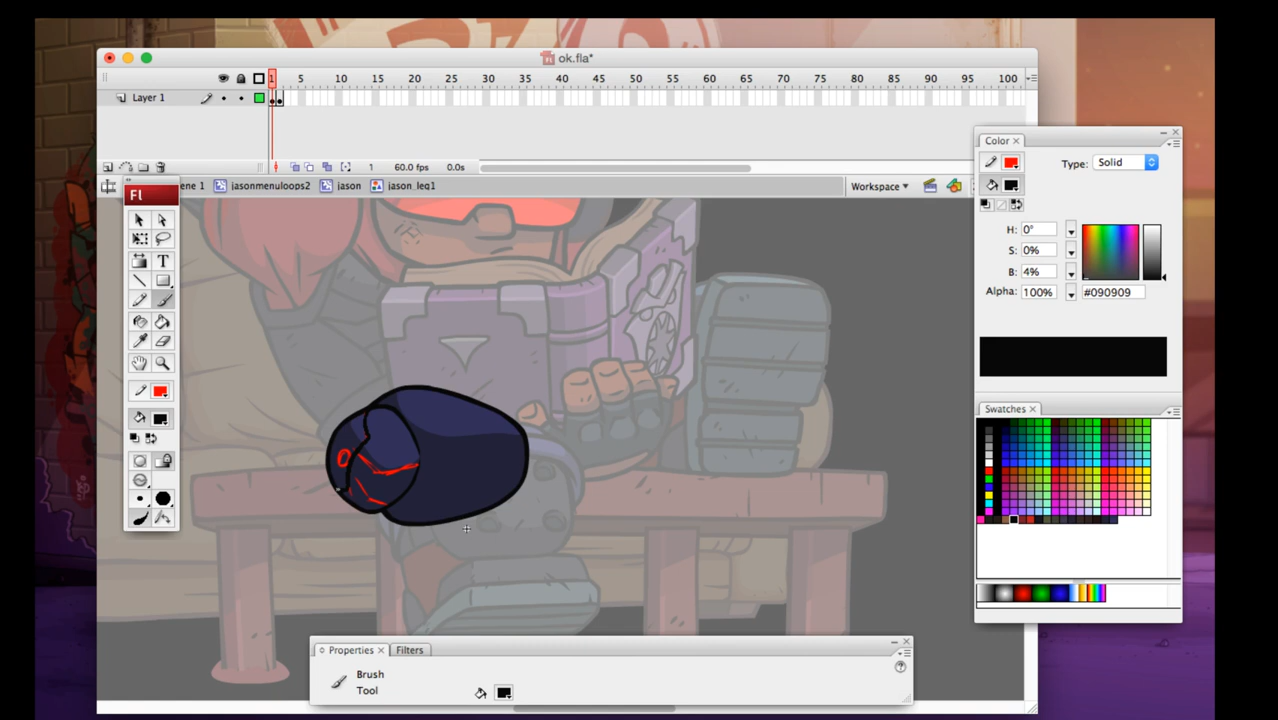 ok.fla*
1 5 10 15 20 25 30 35 40 45 50 55 60 65 70 75 80 85 90 95 100
Layer 1
1 60.0 fps 0.0s
ene 1 jasonmenuloops2 jason jason_leg1 Workspace
Fl
T
Color
Type: Solid
H: 0°
S: 0%
B: 4%
Alpha: 100% #090909
Swatches
Properties Filters
Brush
Tool
?